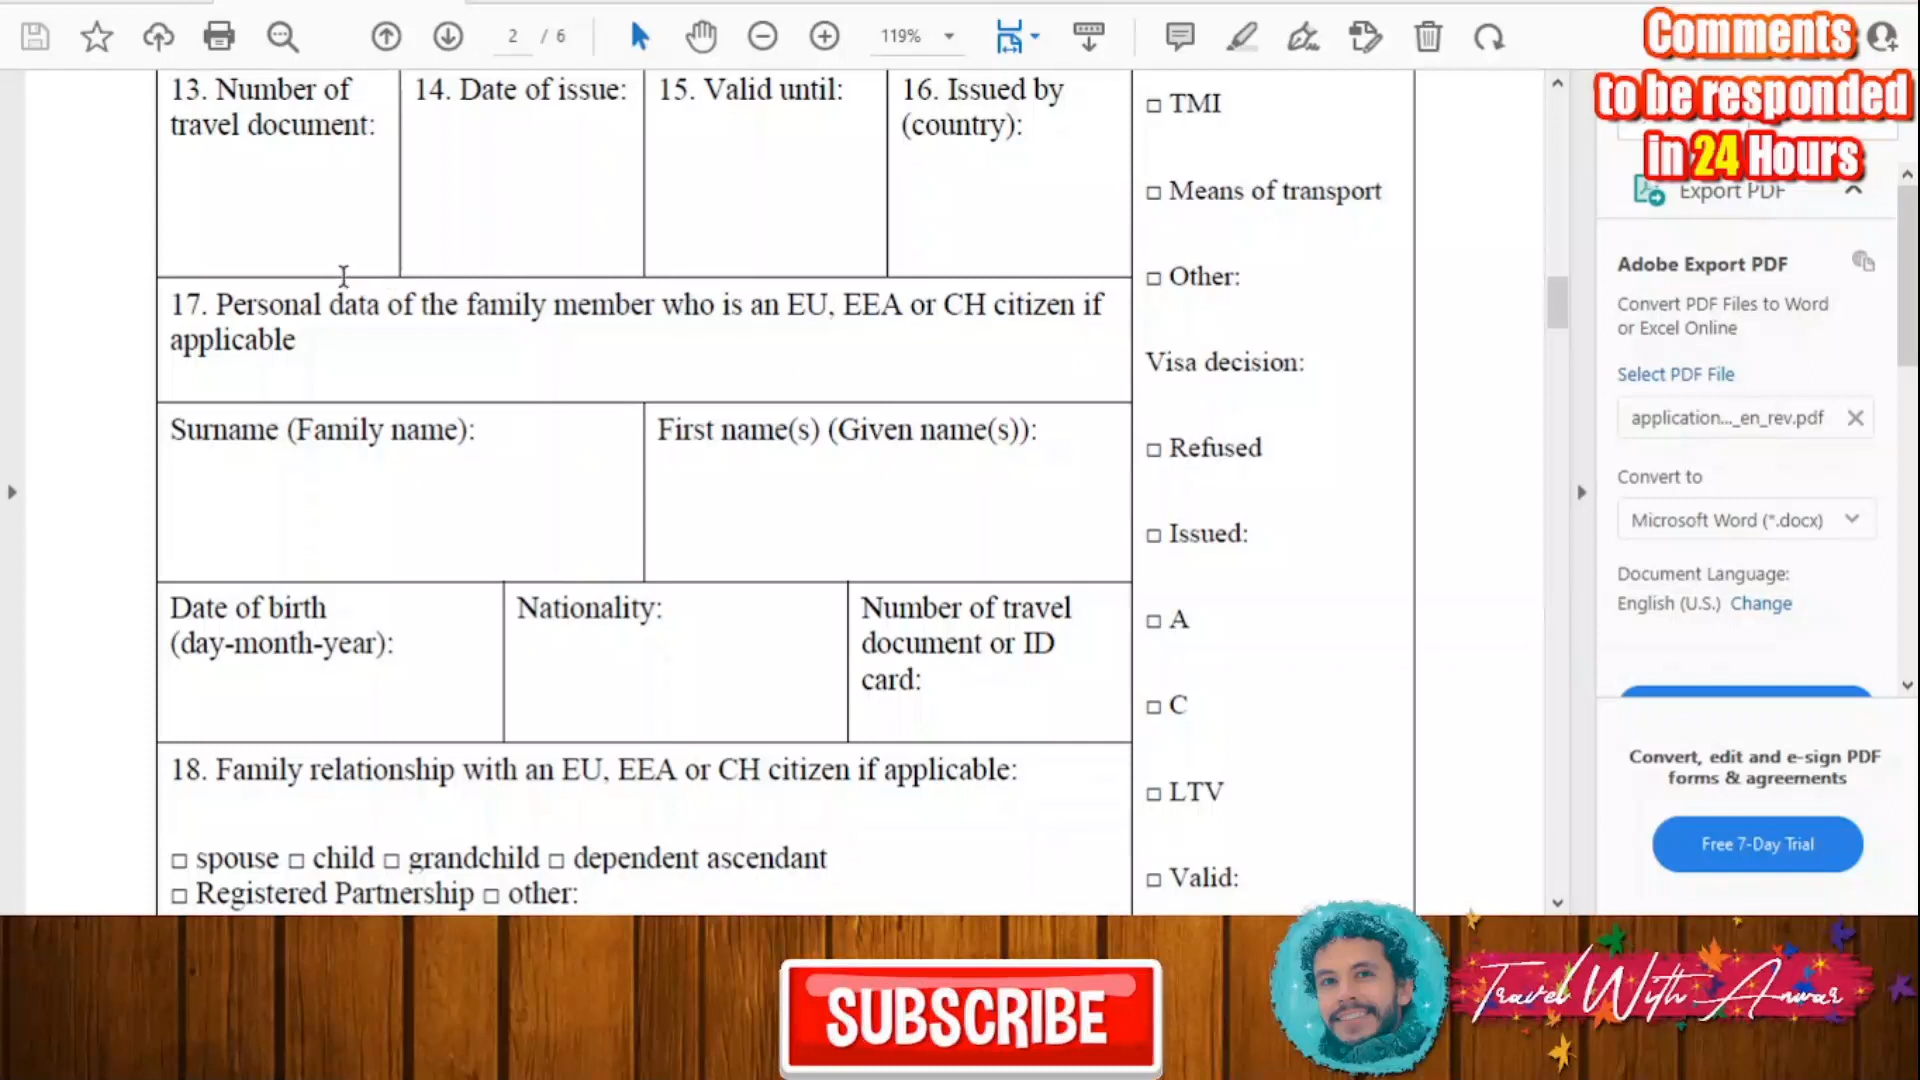 2 / 6
119%
Comments
to be responded
in 24 Hours
13. Number of
travel document:
14. Date of issue:
15. Valid until:
16. Issued by
(country):
17. Personal data of the family member who is an EU, EEA or CH citizen if
applicable
Surname (Family name):
First name(s) (Given name(s)):
Date of birth
(day-month-year):
Nationality:
Number of travel
document or ID
card:
18. Family relationship with an EU, EEA or CH citizen if applicable:
□ spouse □ child □ grandchild □ dependent ascendant
□ Registered Partnership □ other:
□ TMI
□ Means of transport
□ Other:
Visa decision:
□ Refused
□ Issued:
□ A
□ C
□ LTV
□ Valid:
Export PDF
Adobe Export PDF
Convert PDF Files to Word
or Excel Online
Select PDF File
application..._en_rev.pdf
Convert to
Microsoft Word (*.docx)
Document Language:
English (U.S.) Change
Convert, edit and e-sign PDF
forms & agreements
Free 7-Day Trial
SUBSCRIBE
Travel With Anwar